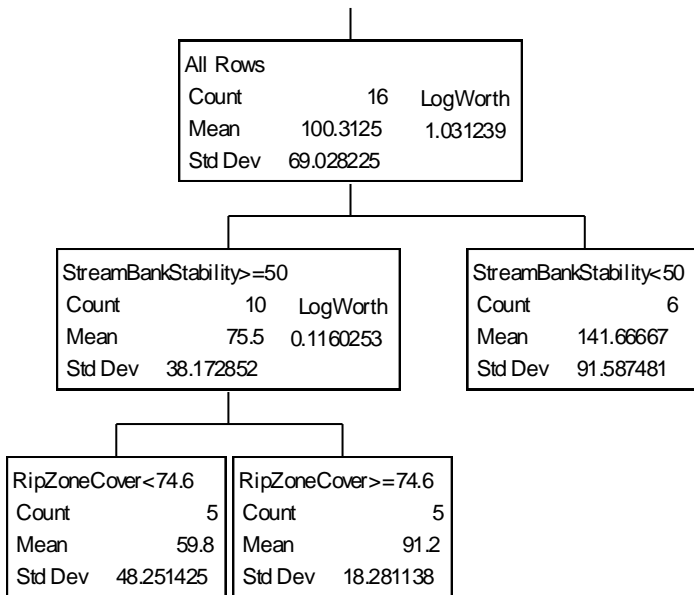 All Rows
Count 16 LogWorth
Mean 100.3125 1.031239
Std Dev 69.028225
StreamBankStability>=50
Count 10 LogWorth
Mean 75.5 0.1160253
Std Dev 38.172852
StreamBankStability<50
Count 6
Mean 141.66667
Std Dev 91.587481
RipZoneCover<74.6
Count 5
Mean 59.8
Std Dev 48.251425
RipZoneCover>=74.6
Count 5
Mean 91.2
Std Dev 18.281138